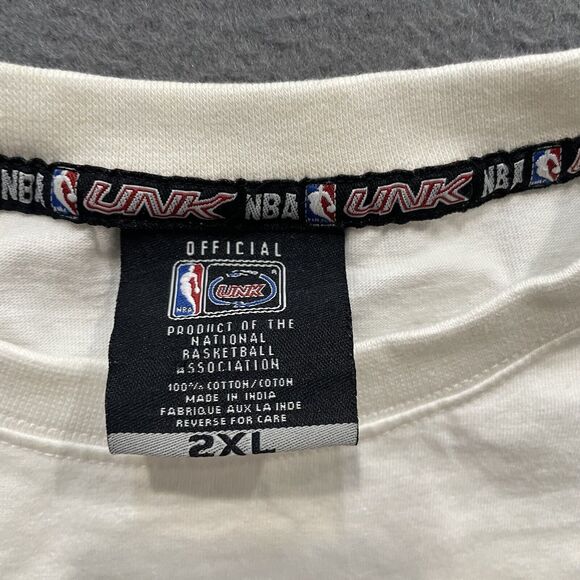 NBA UNK NBA UNK NBA
OFFICIAL
NBA UNK ®
PRODUCT OF THE
NATIONAL
BASKETBALL
ASSOCIATION
100% COTTON/COTON
MADE IN INDIA
FABRIQUE AUX LA INDE
REVERSE FOR CARE
2XL